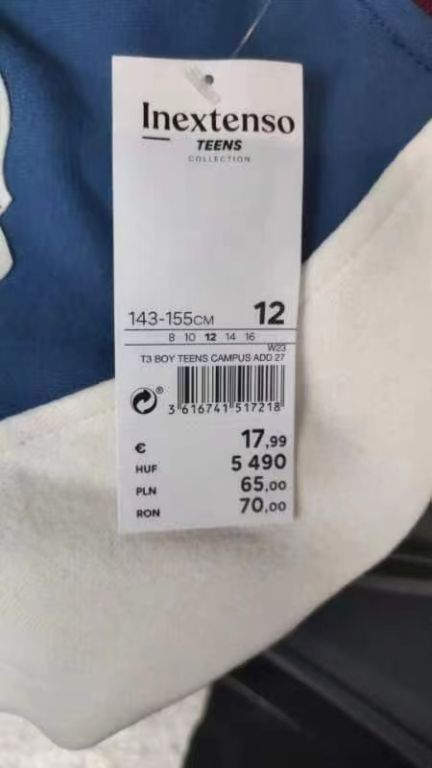 Inextenso
TEENS
COLLECTION
143-155CM 12
8 10 12 14 16
W23
T3 BOY TEENS CAMPUS ADD 27
3 616741 517218
€ 17,99
HUF 5 490
PLN 65,00
RON 70,00